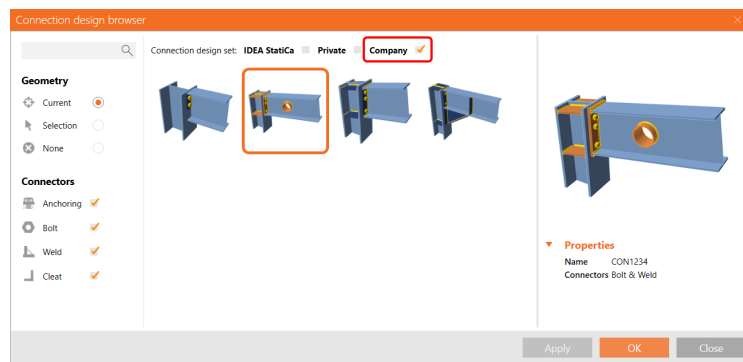 Connection design browser
Connection design set: IDEA StatiCa Private Company
Geometry
Current
Selection
None
Connectors
Anchoring
Bolt
Weld
Cleat
Properties
Name CON1234
Connectors Bolt & Weld
Apply OK Close